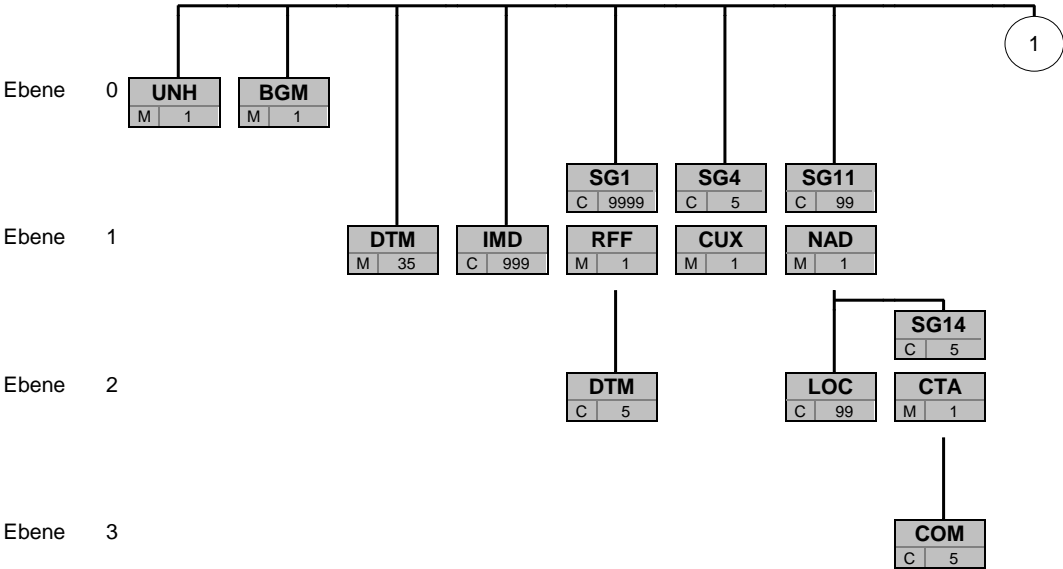 1
Ebene 0 UNH BGM
M 1 M 1
SG1 SG4 SG11
C 9999 C 5 C 99
Ebene 1 DTM IMD RFF CUX NAD
M 35 C 999 M 1 M 1 M 1
SG14
C 5
Ebene 2 DTM LOC CTA
C 5 C 99 M 1
Ebene 3 COM
C 5